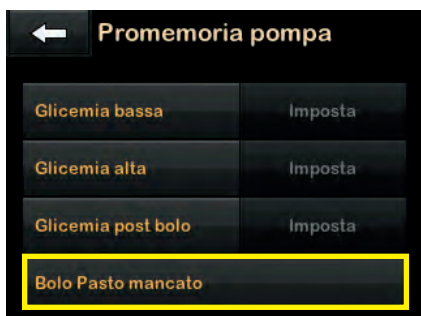 Promemoria pompa
Glicemia bassa Imposta
Glicemia alta Imposta
Glicemia post bolo Imposta
Bolo Pasto mancato